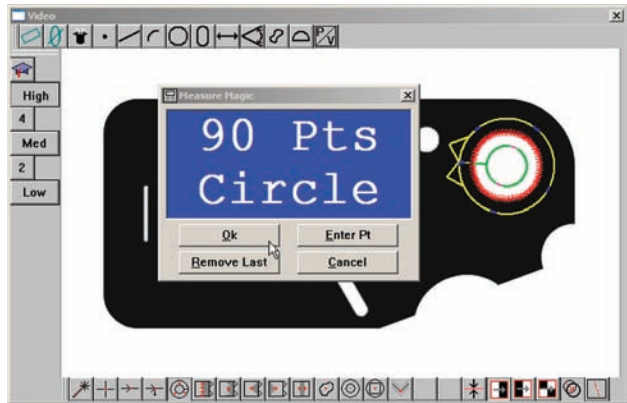 Video
P/V
High
4
Med
2
Low
Measure Magic
90 Pts
Circle
Ok
Enter Pt
Remove Last
Cancel